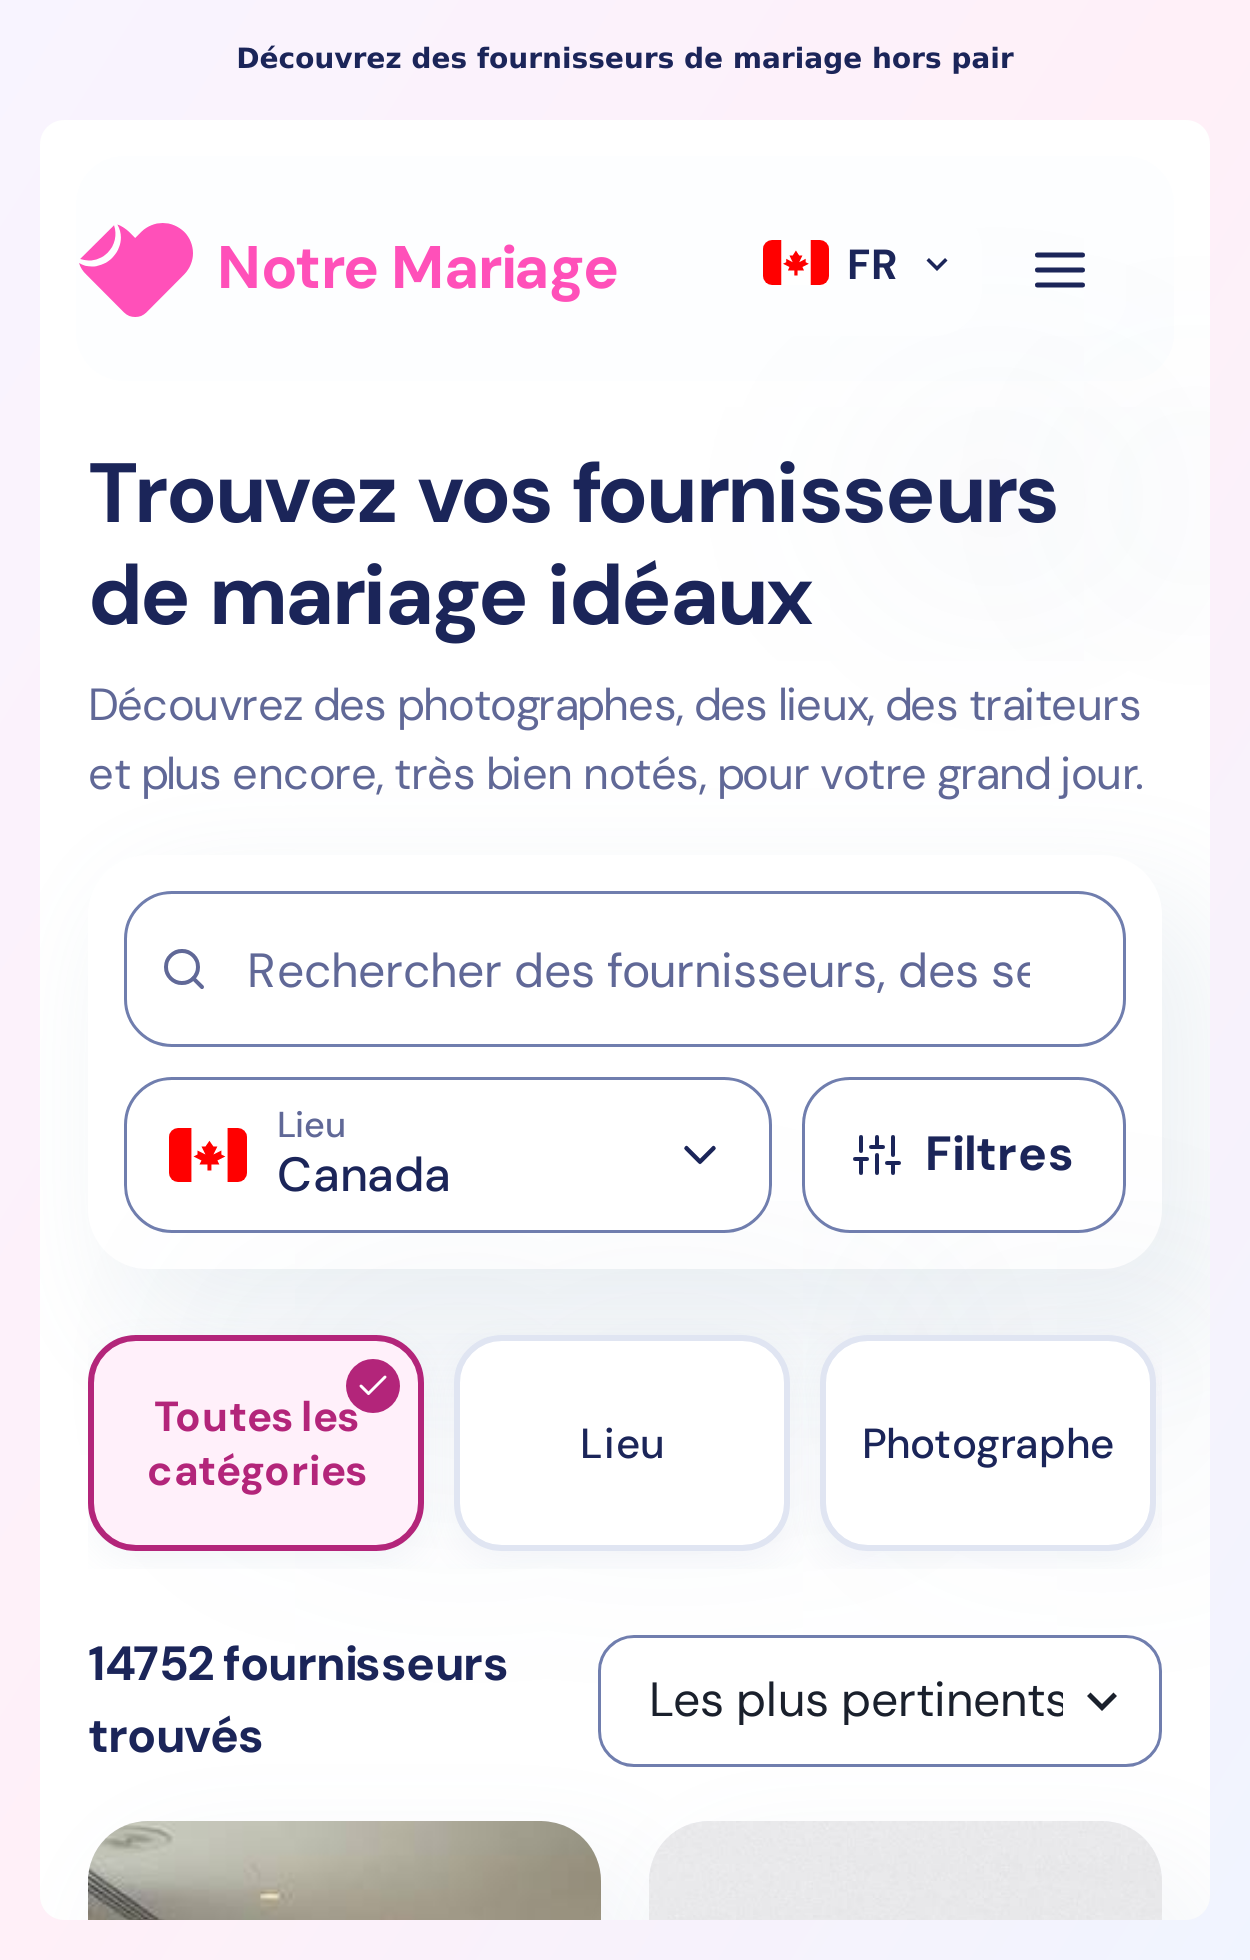 Découvrez des fournisseurs de mariage hors pair
Notre Mariage
FR
Trouvez vos fournisseurs
de mariage idéaux
Découvrez des photographes, des lieux, des traiteurs
et plus encore, très bien notés, pour votre grand jour.
Rechercher des fournisseurs, des se
Lieu
Canada
Filtres
Toutes les
catégories
Lieu
Photographe
14752 fournisseurs
trouvés
Les plus pertinents